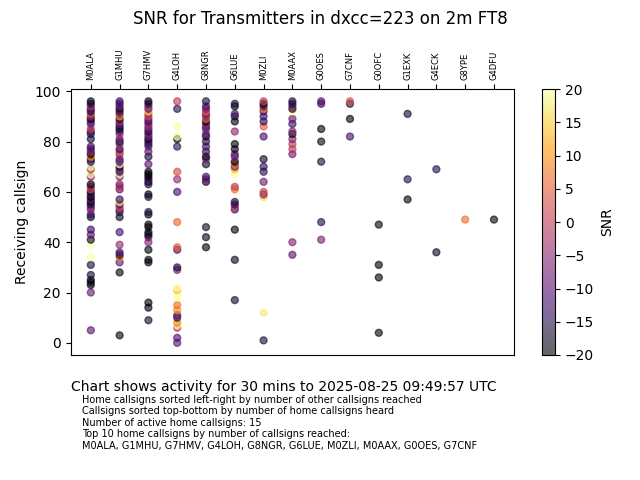 SNR for Transmitters in dxcc=223 on 2m FT8
M0ALA G1MHU G7HMV G4LOH G8NGR G6LUE M0ZLI M0AAX G0OES G7CNF G0OFC G1EXK G4ECK G8YPE G4DFU
Receiving callsign
100
80
60
40
20
0
20
15
10
5
0
−5
−10
−15
−20
SNR
Chart shows activity for 30 mins to 2025-08-25 09:49:57 UTC
Home callsigns sorted left-right by number of other callsigns reached
Callsigns sorted top-bottom by number of home callsigns heard
Number of active home callsigns: 15
Top 10 home callsigns by number of callsigns reached:
M0ALA, G1MHU, G7HMV, G4LOH, G8NGR, G6LUE, M0ZLI, M0AAX, G0OES, G7CNF